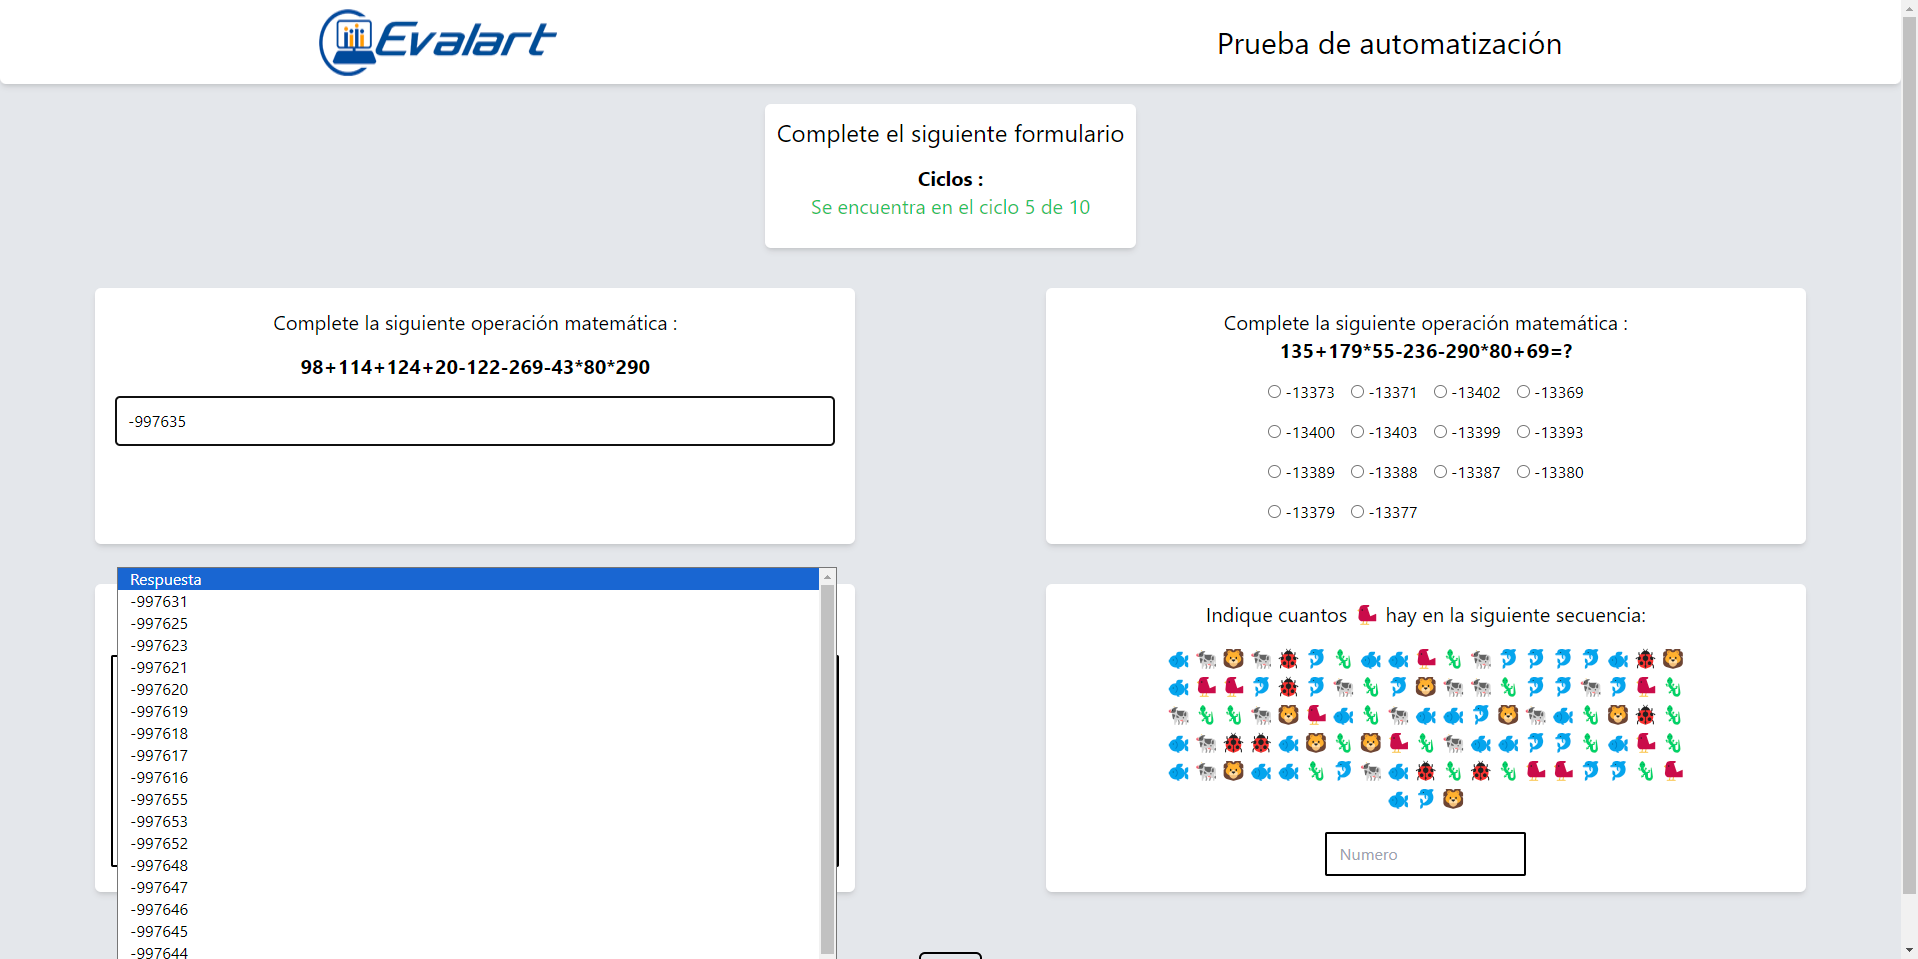 Evalart
Prueba de automatización
Complete el siguiente formulario
Ciclos :
Se encuentra en el ciclo 5 de 10
Complete la siguiente operación matemática :
98+114+124+20-122-269-43*80*290
-997635
Complete la siguiente operación matemática :
135+179*55-236-290*80+69=?
-13373 -13371 -13402 -13369
-13400 -13403 -13399 -13393
-13389 -13388 -13387 -13380
-13379 -13377
Respuesta
-997631
-997625
-997623
-997621
-997620
-997619
-997618
-997617
-997616
-997655
-997653
-997652
-997648
-997647
-997646
-997645
-997644
Indique cuantos hay en la siguiente secuencia:
Numero